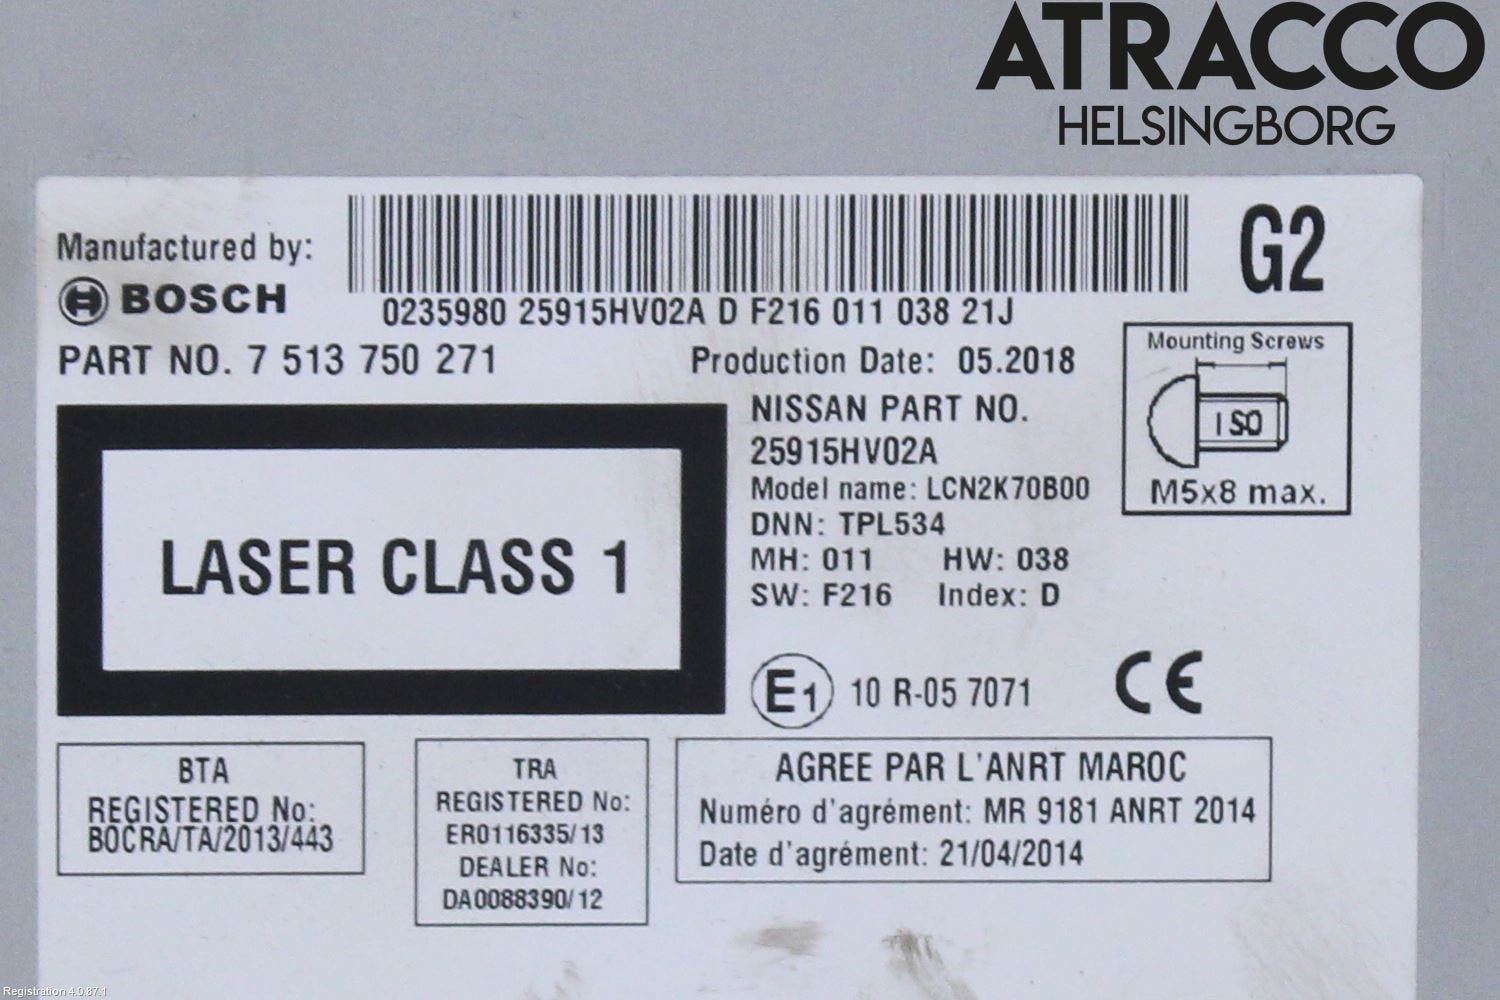 ATRACCO
HELSINGBORG
Manufactured by:
BOSCH
0235980 25915HV02A D F216 011 038 21J
G2
PART NO. 7 513 750 271
Production Date: 05.2018
Mounting Screws
ISO
M5x8 max.
LASER CLASS 1
NISSAN PART NO.
25915HV02A
Model name: LCN2K70B00
DNN: TPL534
MH: 011 HW: 038
SW: F216 Index: D
E1 10 R-05 7071 CE
BTA
REGISTERED No:
BOCRA/TA/2013/443
TRA
REGISTERED No:
ER0116335/13
DEALER No:
DA0088390/12
AGREE PAR L'ANRT MAROC
Numéro d'agrément: MR 9181 ANRT 2014
Date d'agrément: 21/04/2014
Registration 4.0.87.1